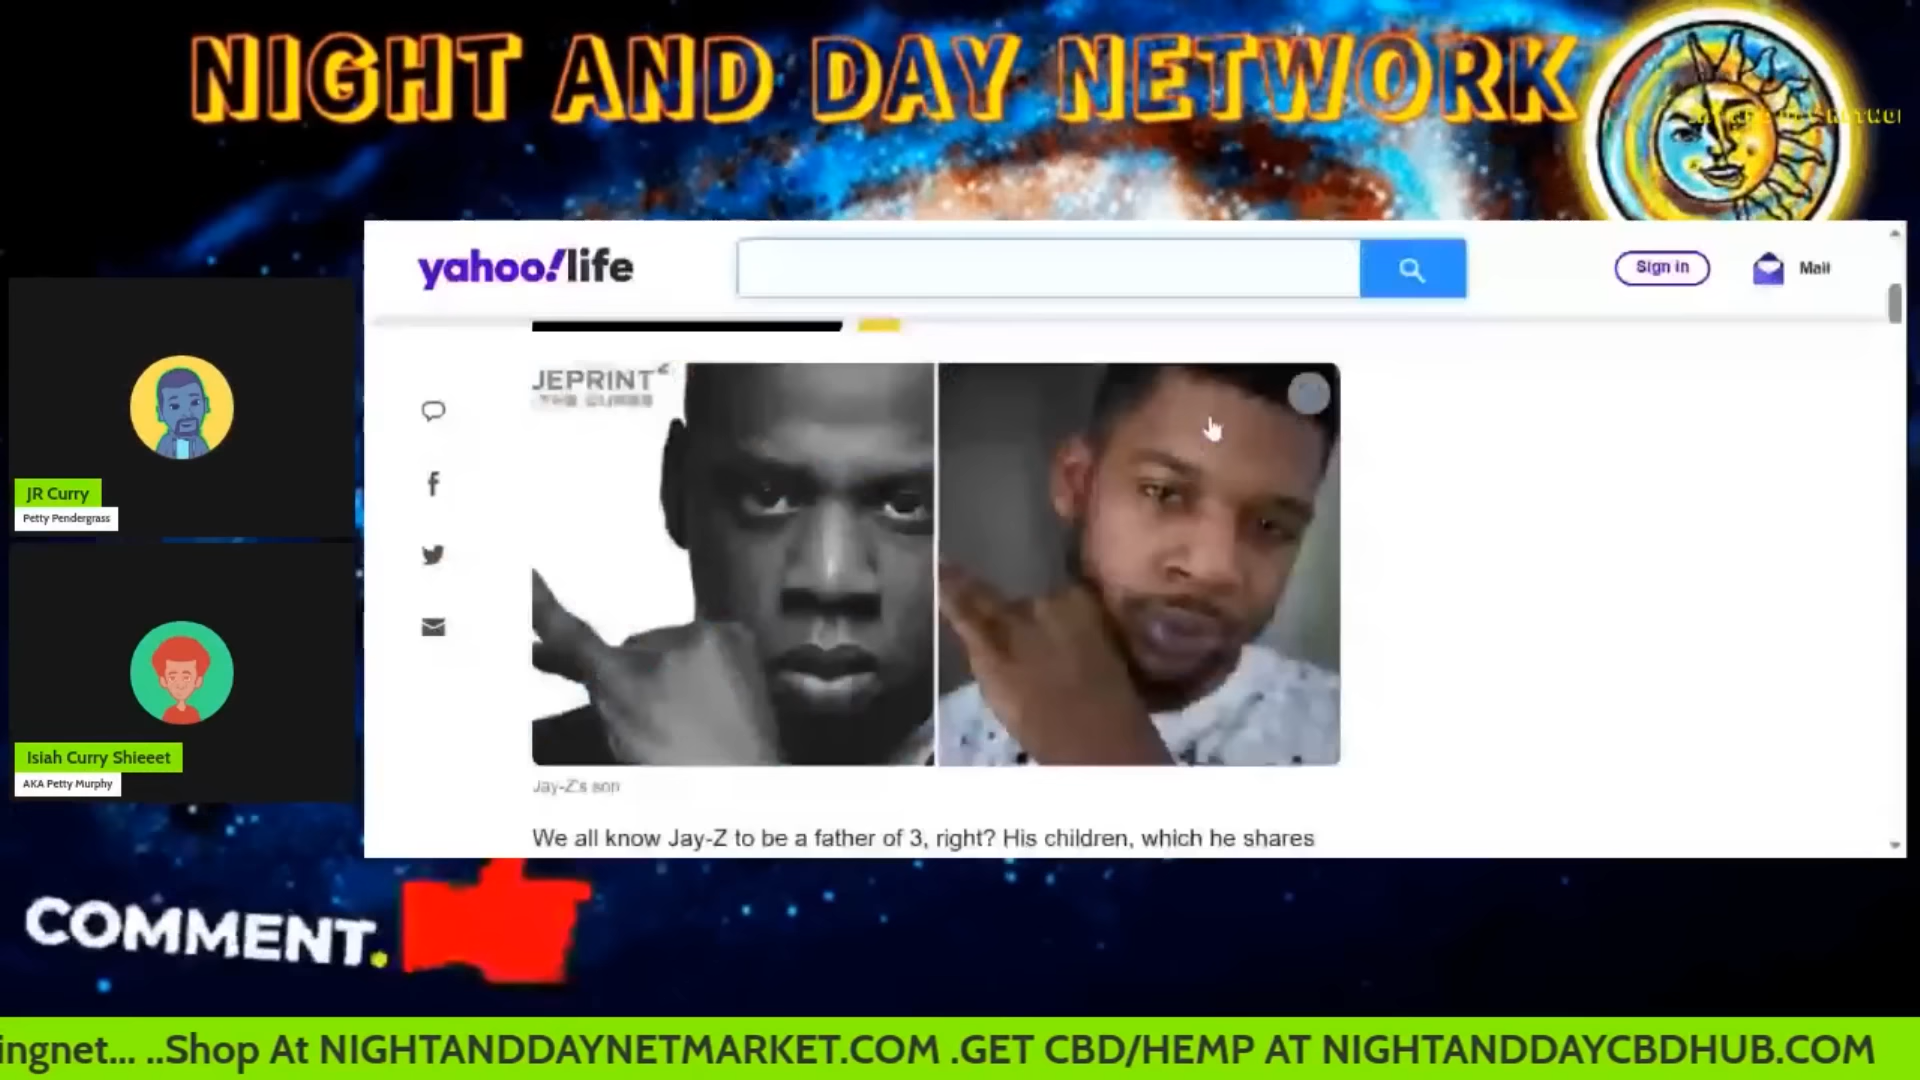 NIGHT AND DAY NETWORK
yahoo!life
Sign in
Mail
JEPRINT²
Jay-Z's son
We all know Jay-Z to be a father of 3, right? His children, which he shares
JR Curry
Petty Pendergrass
Isiah Curry Shieeet
AKA Petty Murphy
COMMENT.
ingnet... ..Shop At NIGHTANDDAYNETMARKET.COM .GET CBD/HEMP AT NIGHTANDDAYCBDHUB.COM